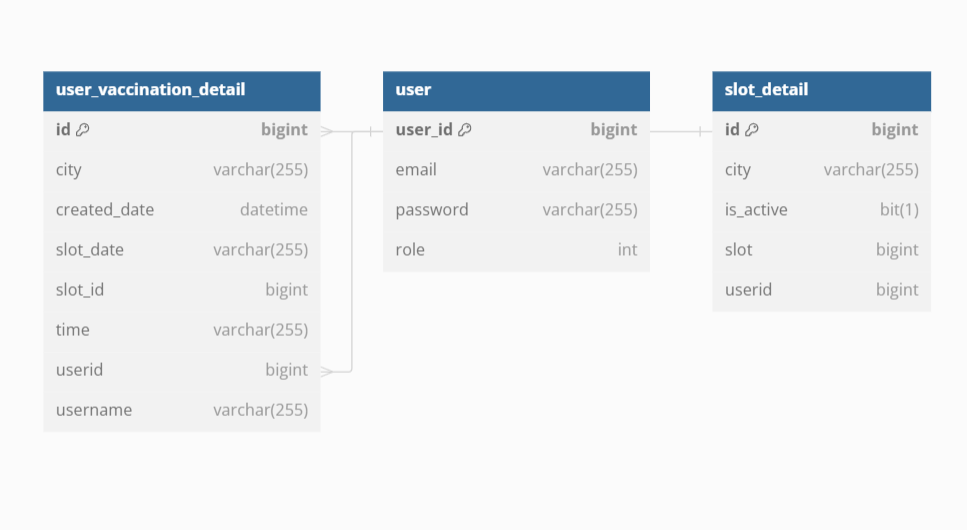 user_vaccination_detail
id bigint
city varchar(255)
created_date datetime
slot_date varchar(255)
slot_id bigint
time varchar(255)
userid bigint
username varchar(255)
user
user_id bigint
email varchar(255)
password varchar(255)
role int
slot_detail
id bigint
city varchar(255)
is_active bit(1)
slot bigint
userid bigint